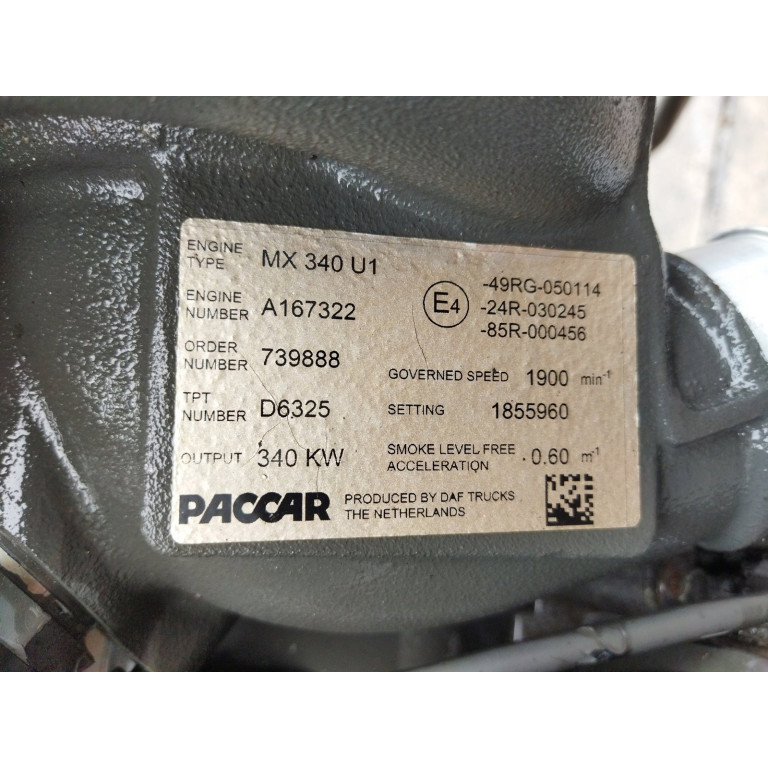 ENGINE TYPE MX 340 U1
ENGINE NUMBER A167322
ORDER NUMBER 739888
TPT NUMBER D6325
OUTPUT 340 KW
E4
-49RG-050114
-24R-030245
-85R-000456
GOVERNED SPEED 1900 min⁻¹
SETTING 1855960
SMOKE LEVEL FREE ACCELERATION 0.60 m⁻¹
PACCAR
PRODUCED BY DAF TRUCKS
THE NETHERLANDS